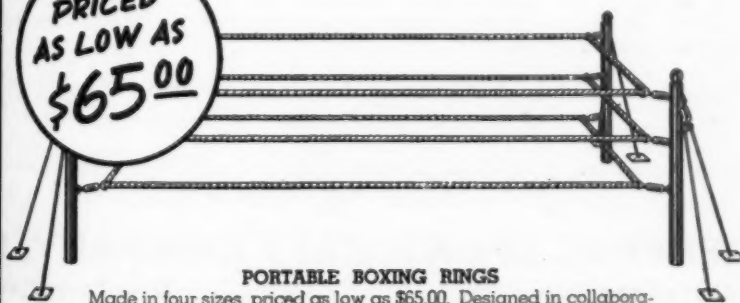 PRICED
AS LOW AS
$65.00
PORTABLE BOXING RINGS
Made in four sizes, priced as low as $65.00. Designed in collabora-